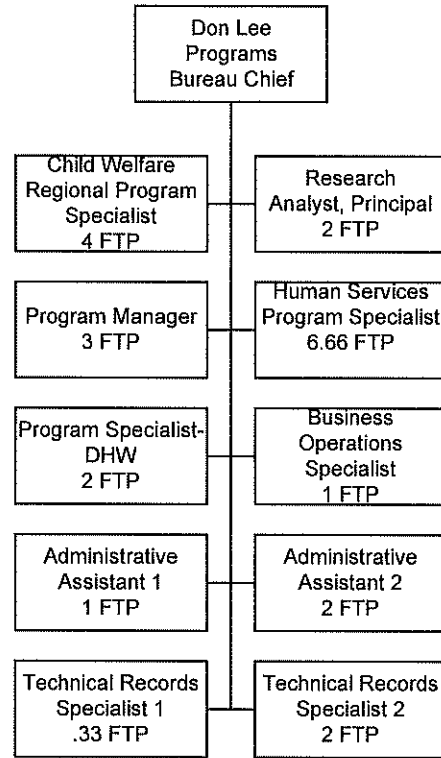 Don Lee
Programs
Bureau Chief
Child Welfare
Regional Program
Specialist
4 FTP
Research
Analyst, Principal
2 FTP
Program Manager
3 FTP
Human Services
Program Specialist
6.66 FTP
Program Specialist-
DHW
2 FTP
Business
Operations
Specialist
1 FTP
Administrative
Assistant 1
1 FTP
Administrative
Assistant 2
2 FTP
Technical Records
Specialist 1
.33 FTP
Technical Records
Specialist 2
2 FTP